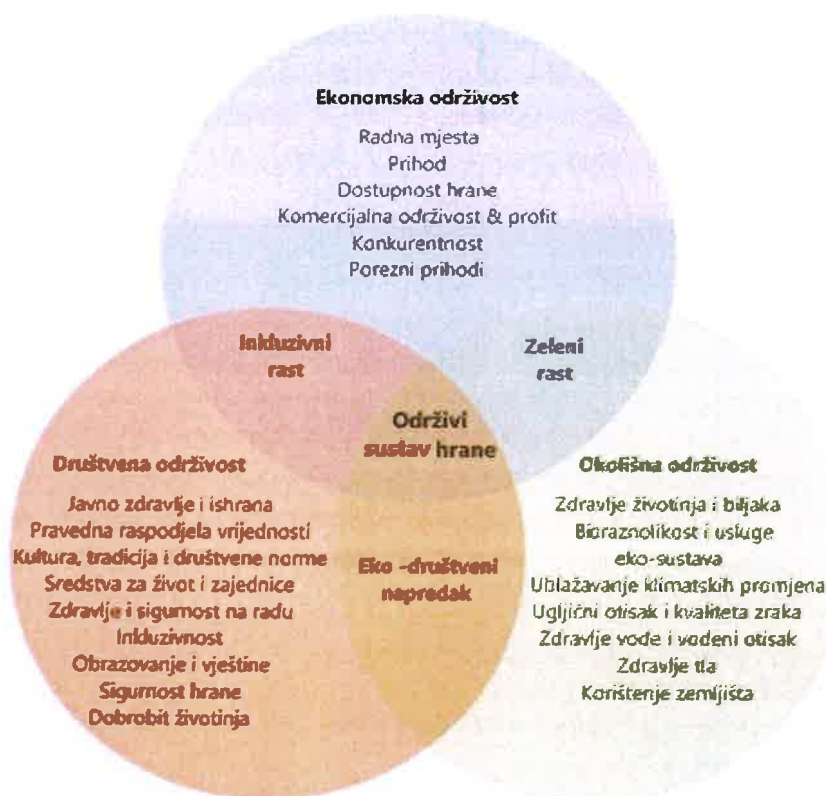 Ekonomska održivost
Radna mjesta
Prihod
Dostupnost hrane
Komercijalna održivost & profit
Konkurentnost
Porezni prihodi
Inkluzivni
rast
Zeleni
rast
Održivi
sustav hrane
Društvena održivost
Javno zdravlje i ishrana
Pravedna raspodjela vrijednosti
Kultura, tradicija i društvene norme
Sredstva za život i zajednice
Zdravlje i sigurnost na radu
Inkluzivnost
Obrazovanje i vještine
Sigurnost hrane
Dobrobit životinja
Eko -društveni
napredak
Okolišna održivost
Zdravlje životinja i biljaka
Bioraznolikost i usluge
eko-sustava
Ublažavanje klimatskih promjena
Ugljični otisak i kvaliteta zraka
Zdravlje vode i vodeni otisak
Zdravlje tla
Korištenje zemljišta